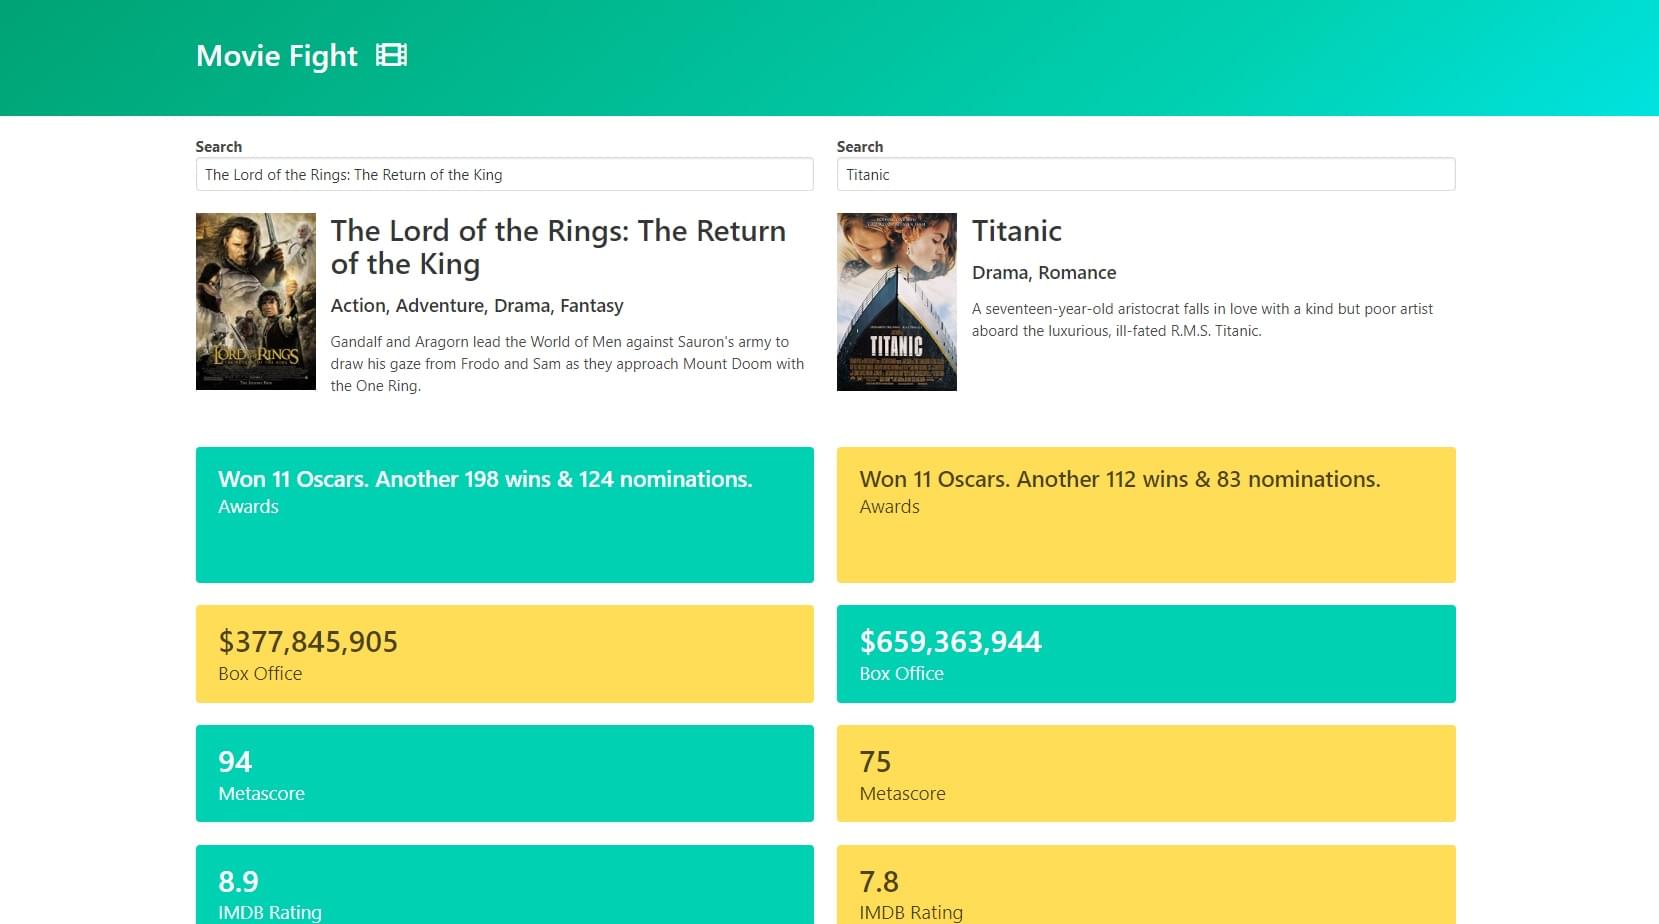 Movie Fight
Search
The Lord of the Rings: The Return of the King
The Lord of the Rings: The Return
of the King
Action, Adventure, Drama, Fantasy
Gandalf and Aragorn lead the World of Men against Sauron's army to
draw his gaze from Frodo and Sam as they approach Mount Doom with
the One Ring.
Search
Titanic
TITANIC
Titanic
Drama, Romance
A seventeen-year-old aristocrat falls in love with a kind but poor artist
aboard the luxurious, ill-fated R.M.S. Titanic.
Won 11 Oscars. Another 198 wins & 124 nominations.
Awards
Won 11 Oscars. Another 112 wins & 83 nominations.
Awards
$377,845,905
Box Office
$659,363,944
Box Office
94
Metascore
75
Metascore
8.9
IMDB Rating
7.8
IMDB Rating